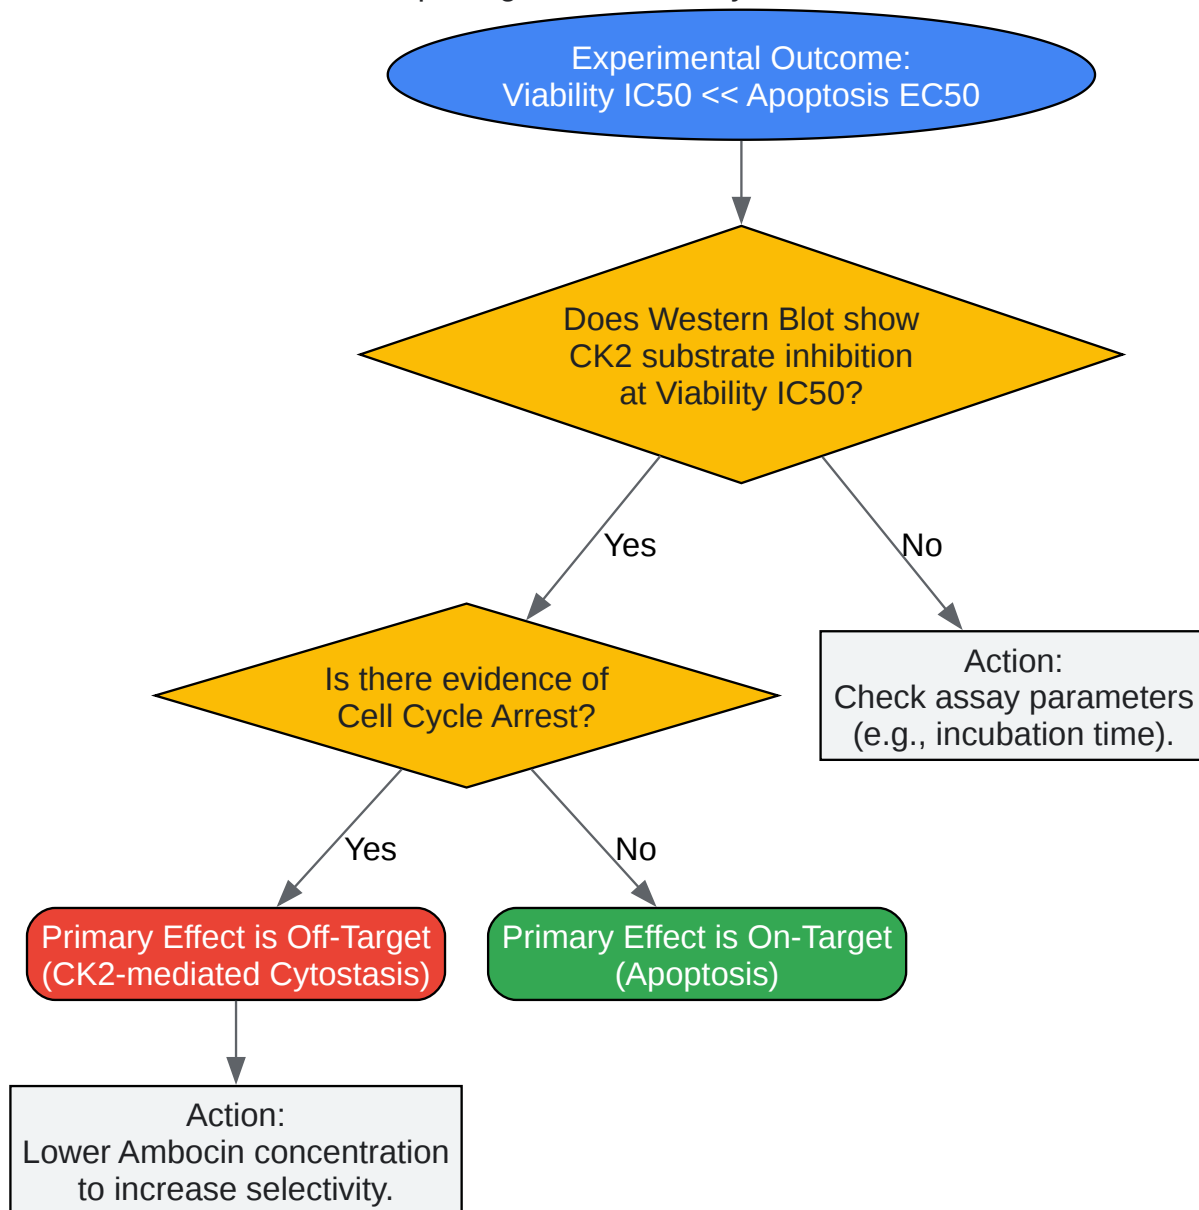 Experimental Outcome:
Viability IC50 << Apoptosis EC50
Does Western Blot show
CK2 substrate inhibition
at Viability IC50?
Yes
No
Is there evidence of
Cell Cycle Arrest?
Action:
Check assay parameters
(e.g., incubation time).
Yes
No
Primary Effect is Off-Target
(CK2-mediated Cytostasis)
Primary Effect is On-Target
(Apoptosis)
Action:
Lower Ambocin concentration
to increase selectivity.